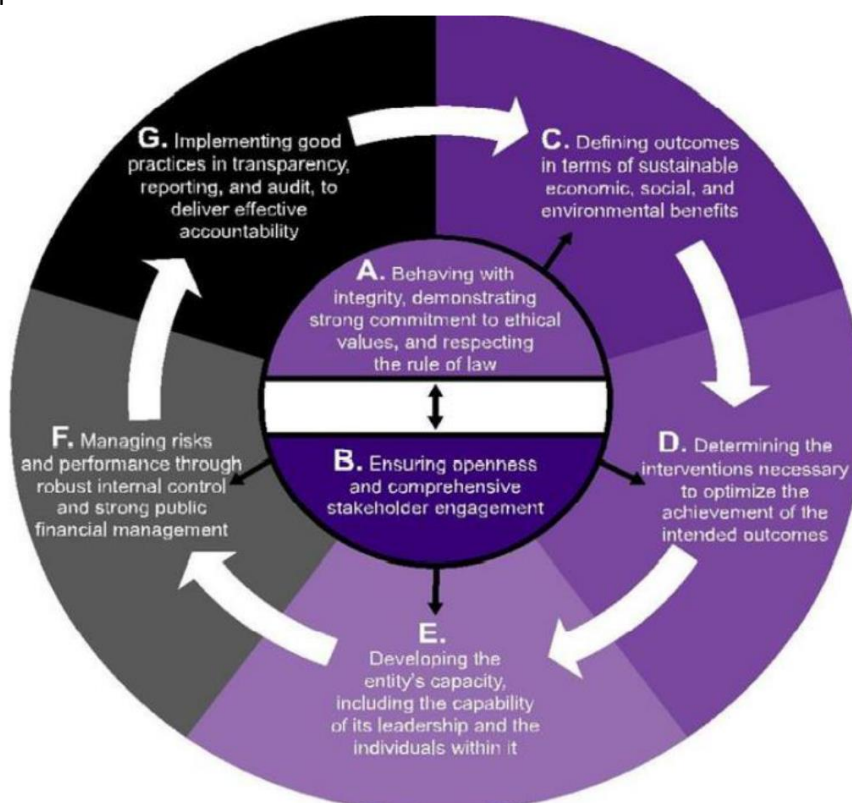 G. Implementing good
practices in transparency,
reporting, and audit, to
deliver effective
accountability
C. Defining outcomes
in terms of sustainable
economic, social, and
environmental benefits
A. Behaving with
integrity, demonstrating
strong commitment to ethical
values, and respecting
the rule of law
F. Managing risks
and performance through
robust internal control
and strong public
financial management
B. Ensuring openness
and comprehensive
stakeholder engagement
D. Determining the
interventions necessary
to optimize the
achievement of the
intended outcomes
E.
Developing the
entity's capacity,
including the capability
of its leadership and the
individuals within it